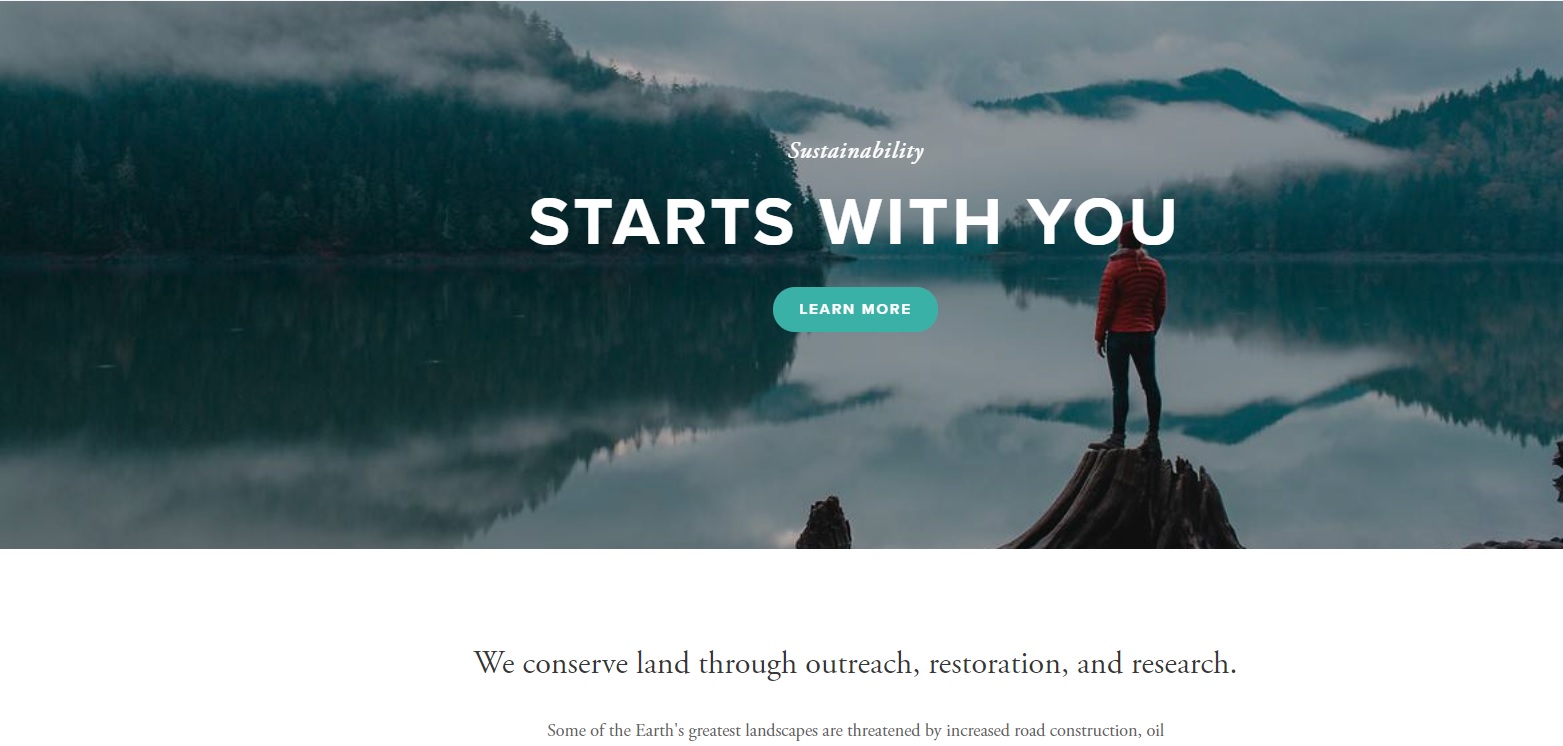 Sustainability
STARTS WITH YOU
LEARN MORE
We conserve land through outreach, restoration, and research.
Some of the Earth's greatest landscapes are threatened by increased road construction, oil